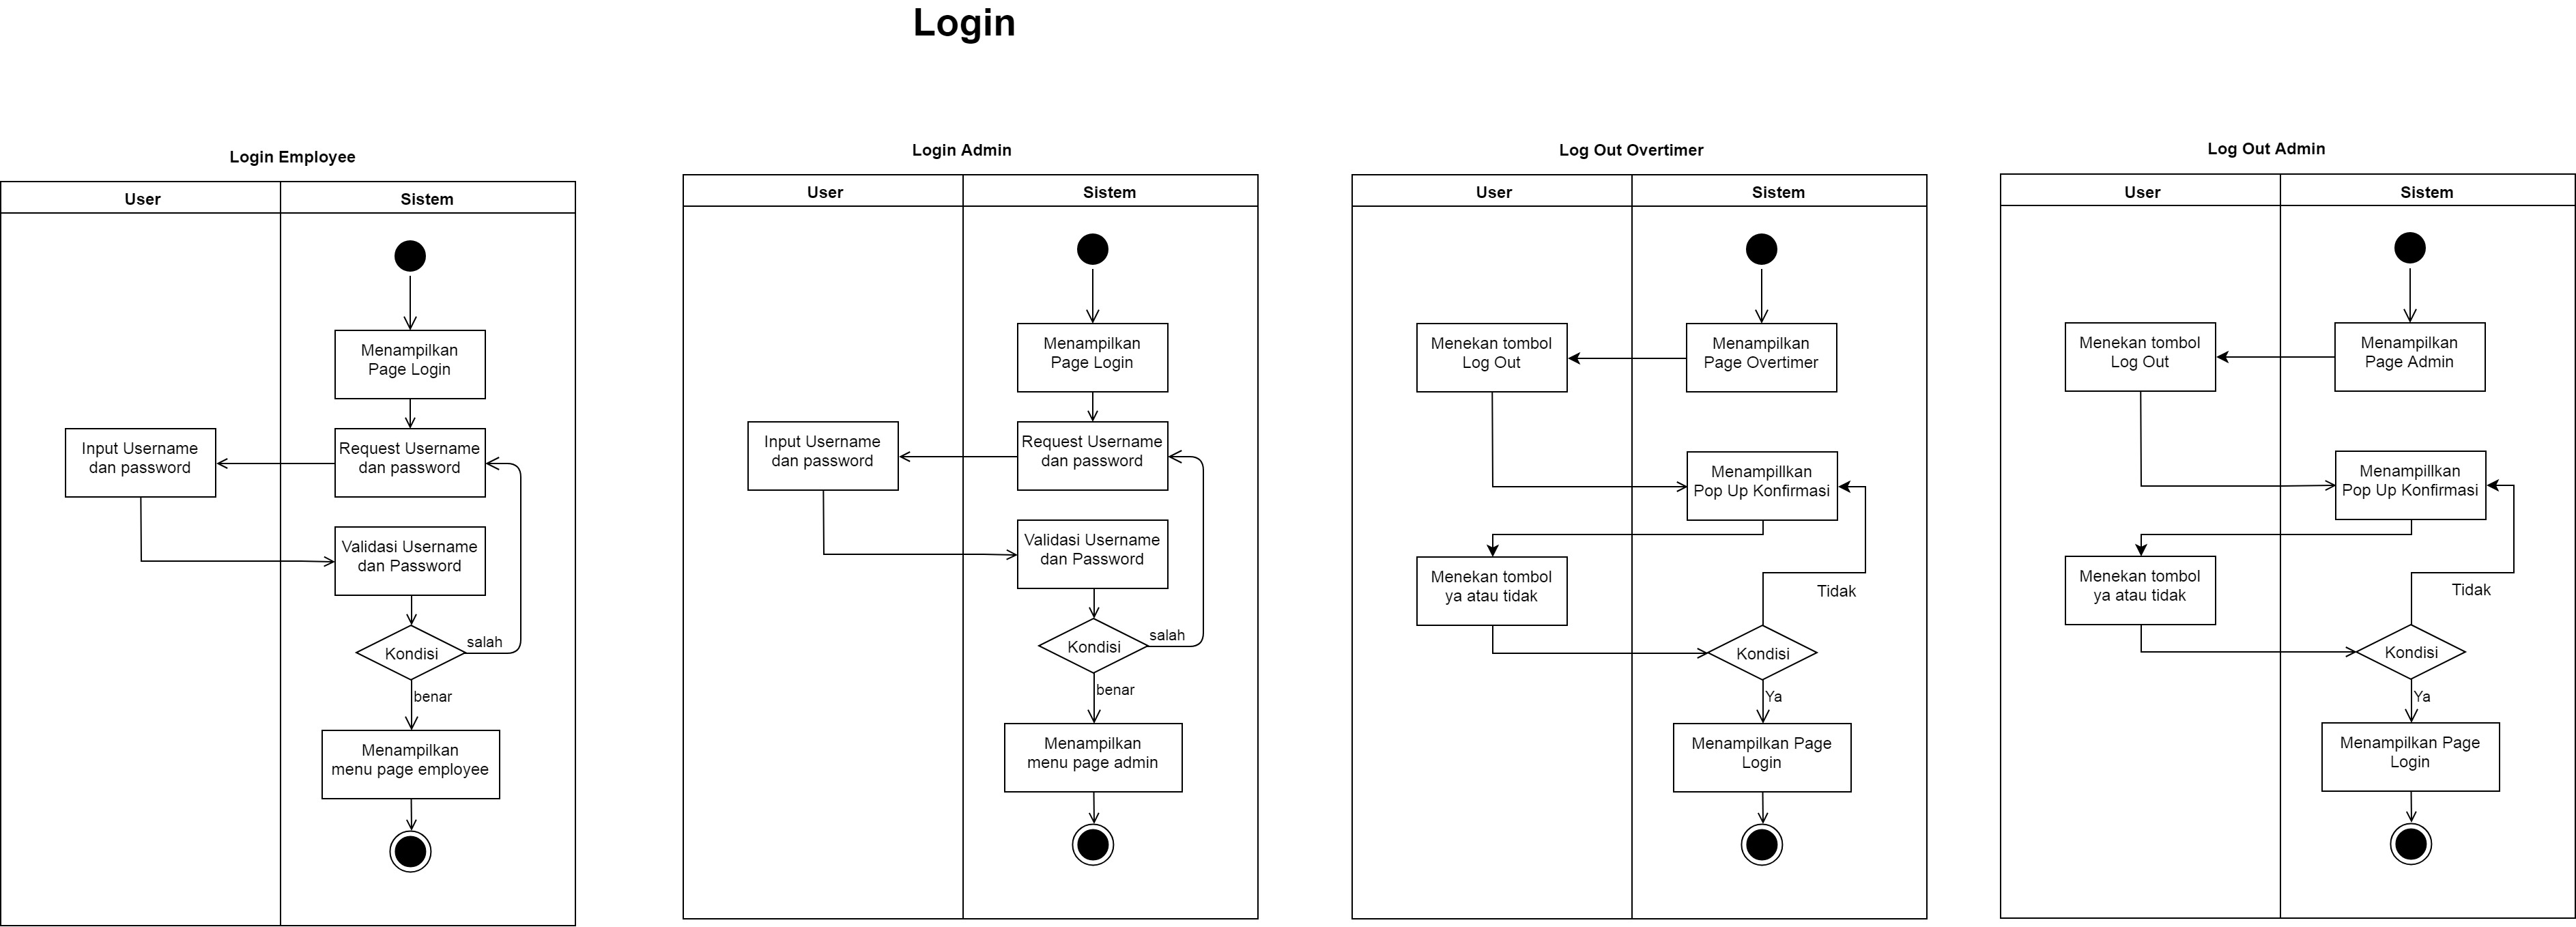 Login
Login Employee
User
Sistem
Menampilkan
Page Login
Input Username
dan password
Request Username
dan password
Validasi Username
dan Password
Kondisi
salah
benar
Menampilkan
menu page employee
Login Admin
User
Sistem
Menampilkan
Page Login
Input Username
dan password
Request Username
dan password
Validasi Username
dan Password
Kondisi
salah
benar
Menampilkan
menu page admin
Log Out Overtimer
User
Sistem
Menekan tombol
Log Out
Menampilkan
Page Overtimer
Menampillkan
Pop Up Konfirmasi
Menekan tombol
ya atau tidak
Tidak
Kondisi
Ya
Menampilkan Page
Login
Log Out Admin
User
Sistem
Menekan tombol
Log Out
Menampilkan
Page Admin
Menampillkan
Pop Up Konfirmasi
Menekan tombol
ya atau tidak
Tidak
Kondisi
Ya
Menampilkan Page
Login